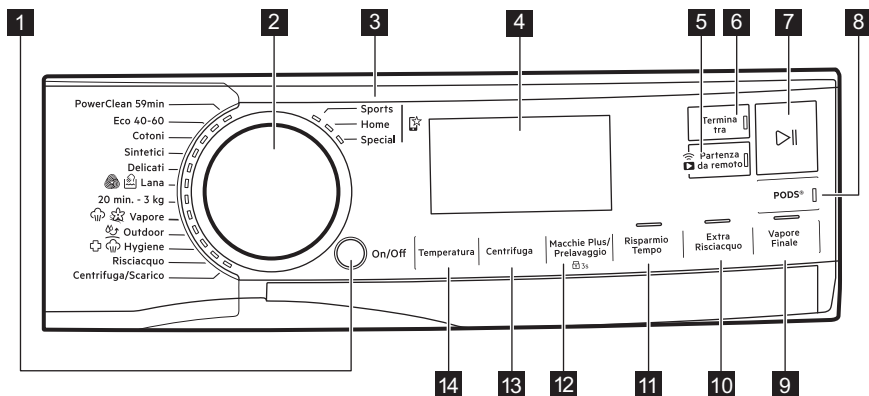 1
2
3
4
5
6
7
8
PowerClean 59min
Eco 40-60
Cotoni
Sintetici
Delicati
Lana
20 min. - 3 kg
Vapore
Outdoor
Hygiene
Risciacquo
Centrifuga/Scarico
Sports
Home
Special
On/Off
Temperatura
Centrifuga
Macchie Plus/
Prelavaggio
3s
Risparmio
Tempo
Extra
Risciacquo
Vapore
Finale
Termina
tra
Partenza
da remoto
PODS®
14
13
12
11
10
9